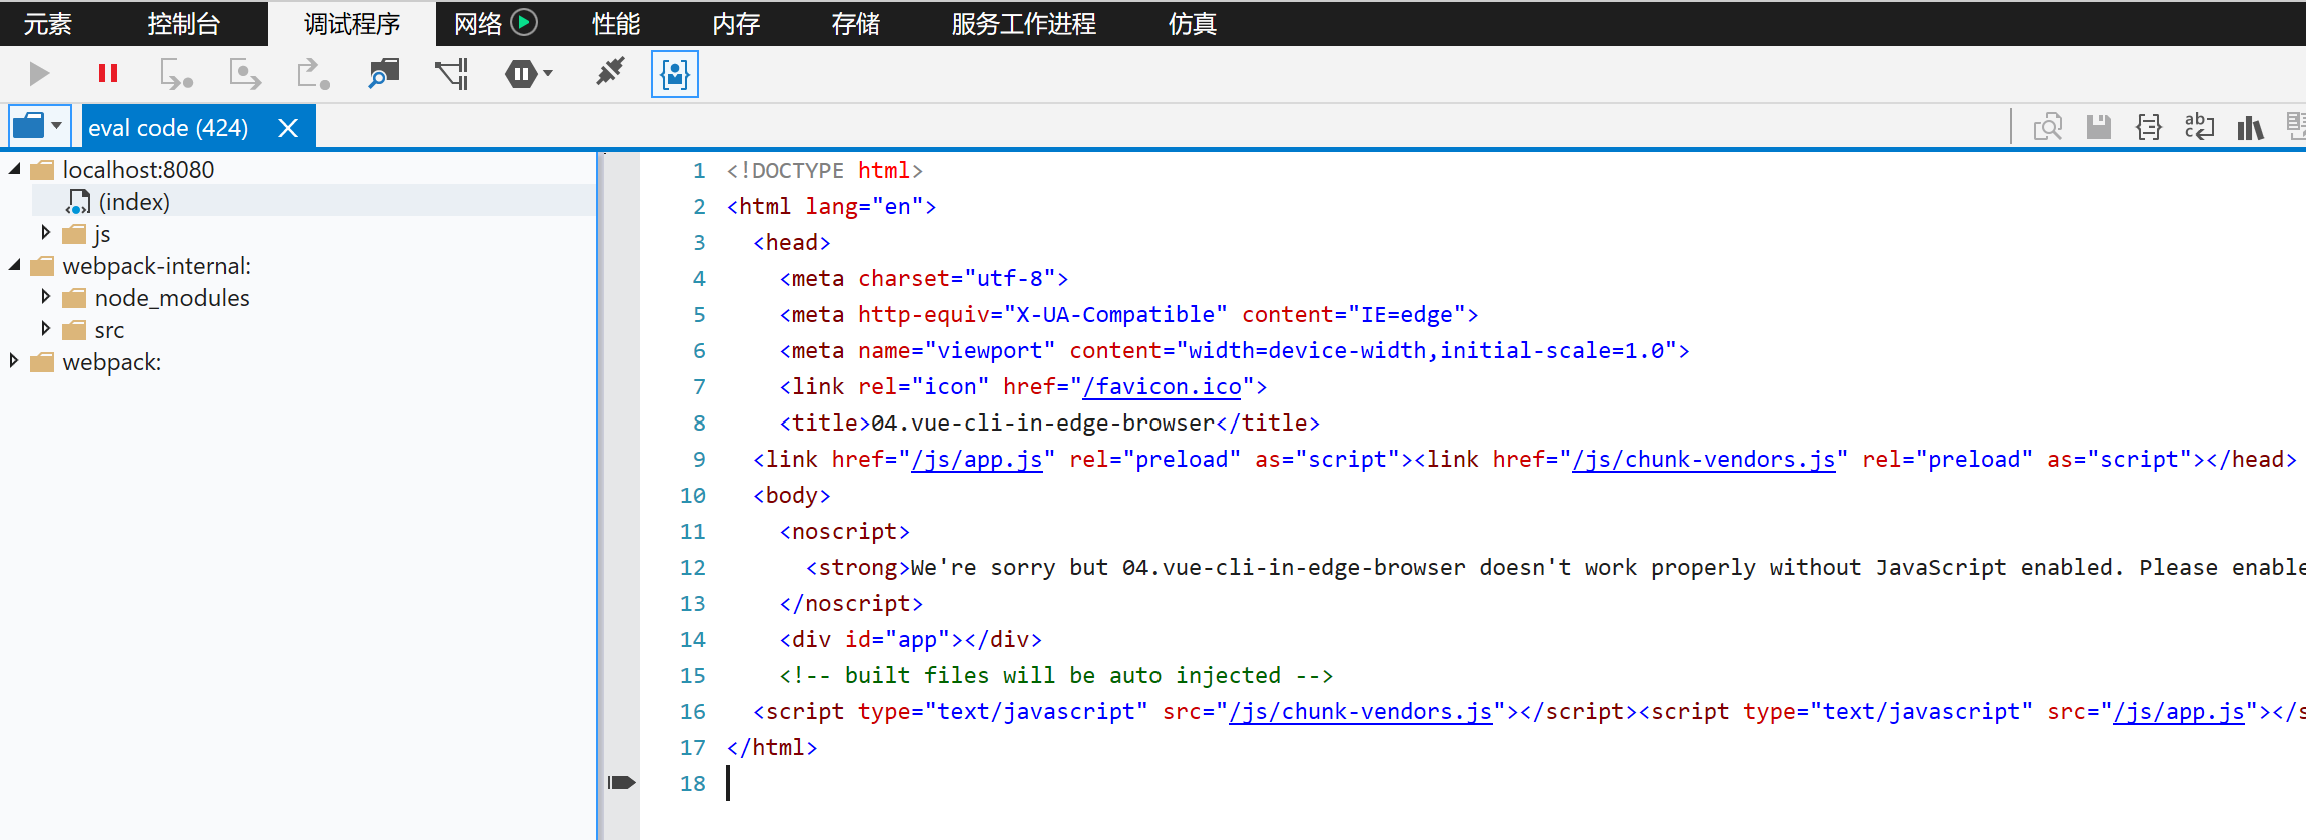 元素 控制台 调试程序 网络 性能 内存 存储 服务工作进程 仿真
eval code (424)
localhost:8080
(index)
js
webpack-internal:
node_modules
src
webpack:
1 <!DOCTYPE html>
2 <html lang="en">
3 <head>
4 <meta charset="utf-8">
5 <meta http-equiv="X-UA-Compatible" content="IE=edge">
6 <meta name="viewport" content="width=device-width,initial-scale=1.0">
7 <link rel="icon" href="/favicon.ico">
8 <title>04.vue-cli-in-edge-browser</title>
9 <link href="/js/app.js" rel="preload" as="script"><link href="/js/chunk-vendors.js" rel="preload" as="script"></head>
10 <body>
11 <noscript>
12 <strong>We're sorry but 04.vue-cli-in-edge-browser doesn't work properly without JavaScript enabled. Please enable
13 </noscript>
14 <div id="app"></div>
15 <!-- built files will be auto injected -->
16 <script type="text/javascript" src="/js/chunk-vendors.js"></script><script type="text/javascript" src="/js/app.js"></s
17 </html>
18